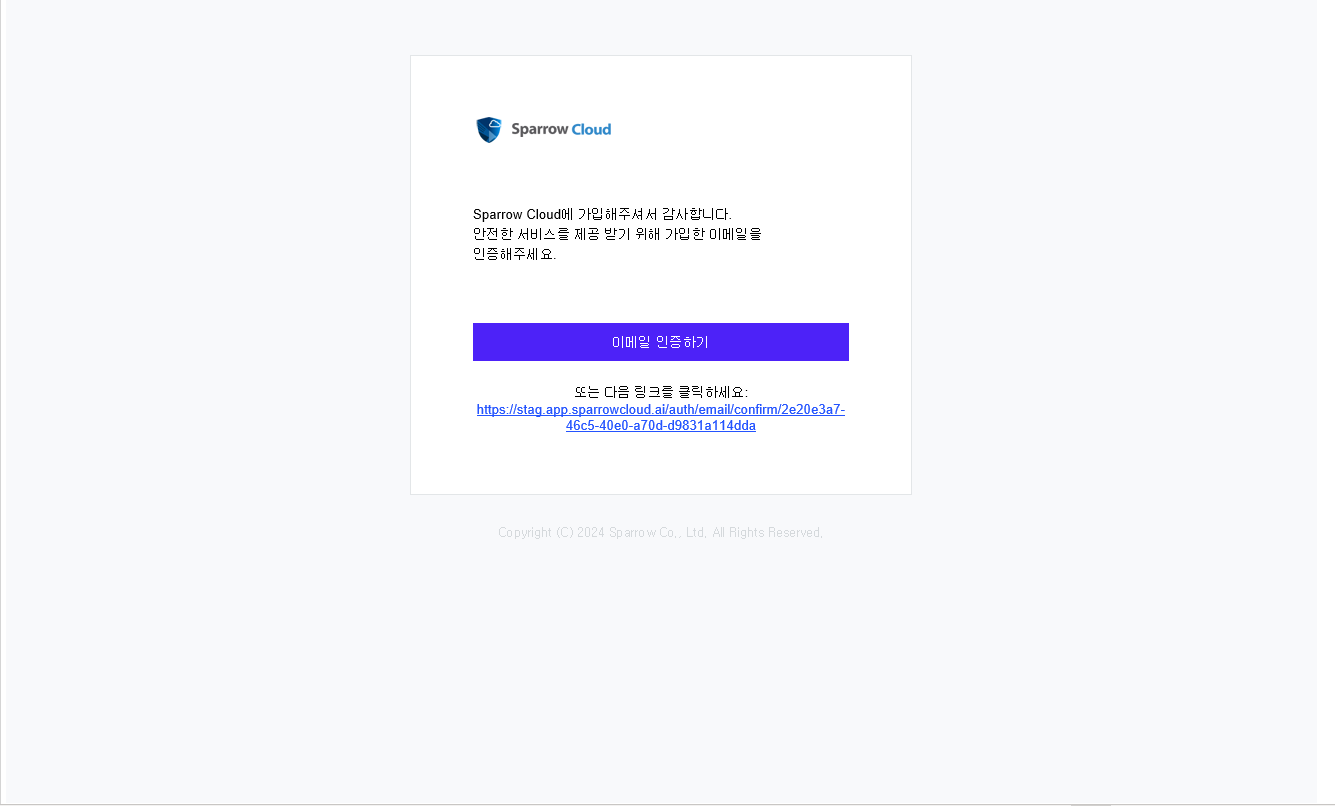 Sparrow Cloud
Sparrow Cloud에 가입해주셔서 감사합니다.
안전한 서비스를 제공 받기 위해 가입한 이메일을
인증해주세요.
이메일 인증하기
또는 다음 링크를 클릭하세요:
https://stag.app.sparrowcloud.ai/auth/email/confirm/2e20e3a7-
46c5-40e0-a70d-d9831a114dda
Copyright (C) 2024 Sparrow Co., Ltd. All Rights Reserved.